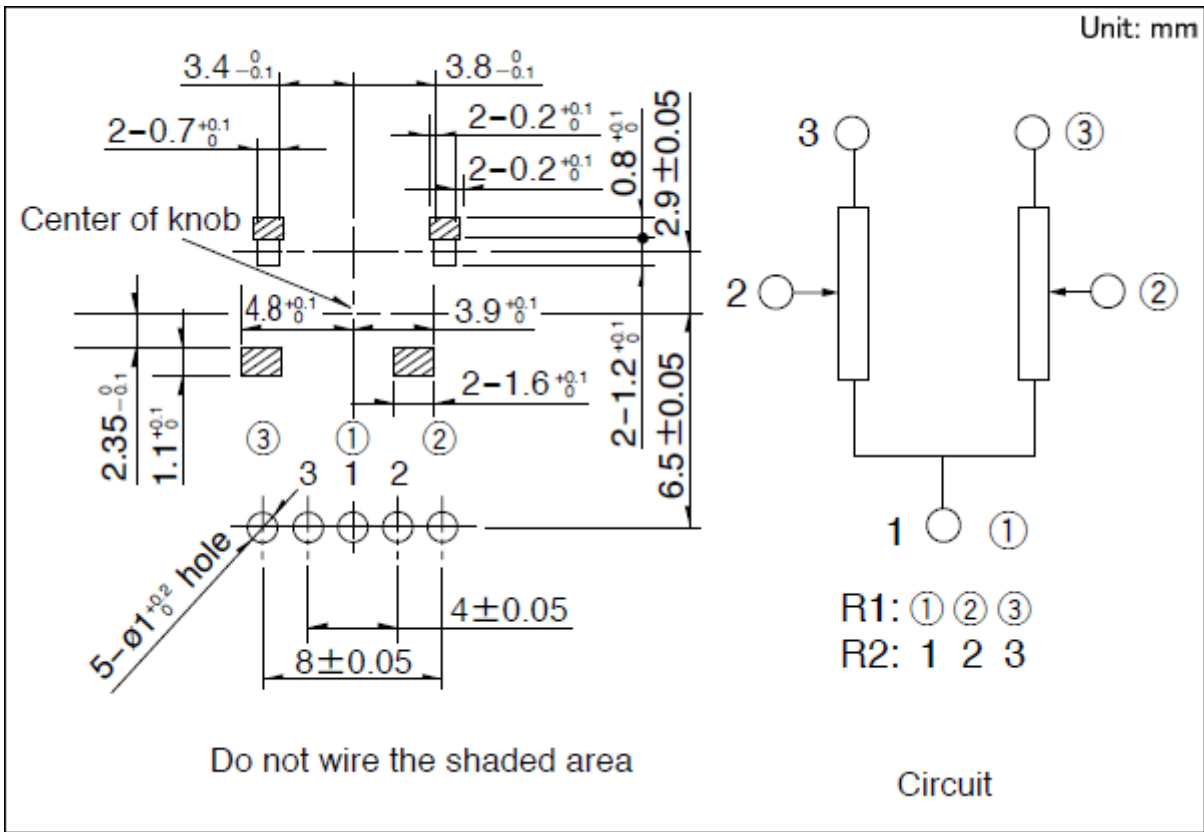 Unit: mm
3.4 0 -0.1
3.8 0 -0.1
2-0.7 +0.1 0
2-0.2 +0.1 0
2-0.2 +0.1 0
0.8 +0.1 0
2.9±0.05
Center of knob
4.8 +0.1 0
3.9 +0.1 0
2-1.6 +0.1 0
2-1.2 +0.1 0
6.5±0.05
2.35 0 -0.1
1.1 +0.1 0
③ ① ②
3 1 2
5-ø1 +0.2 0 hole
4±0.05
8±0.05
Do not wire the shaded area
3 ③
2 ②
1 ①
R1: ① ② ③
R2: 1 2 3
Circuit